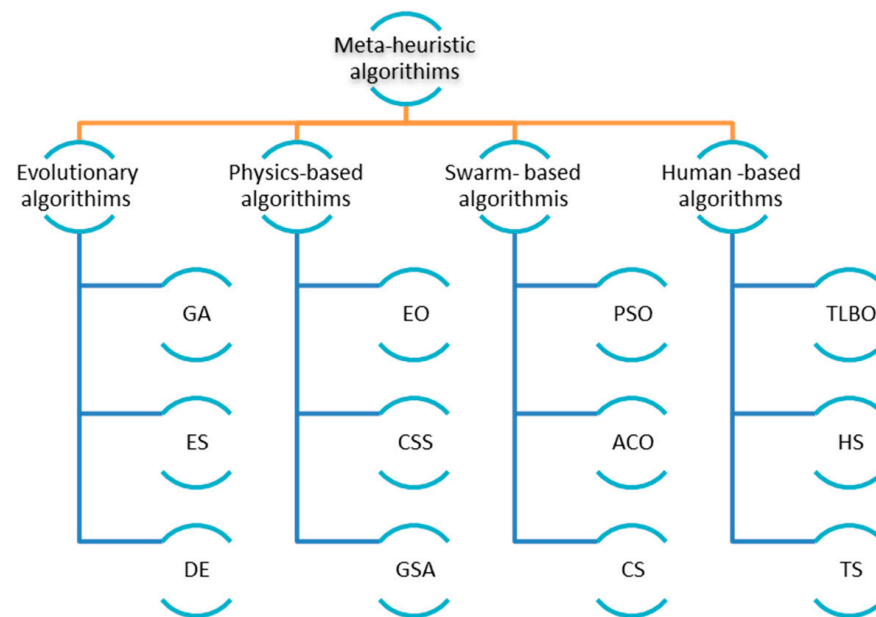 Meta-heuristic
algorithims
Evolutionary
algorithims
Physics-based
algorithims
Swarm- based
algorithmis
Human -based
algorithms
GA
EO
PSO
TLBO
ES
CSS
ACO
HS
DE
GSA
CS
TS